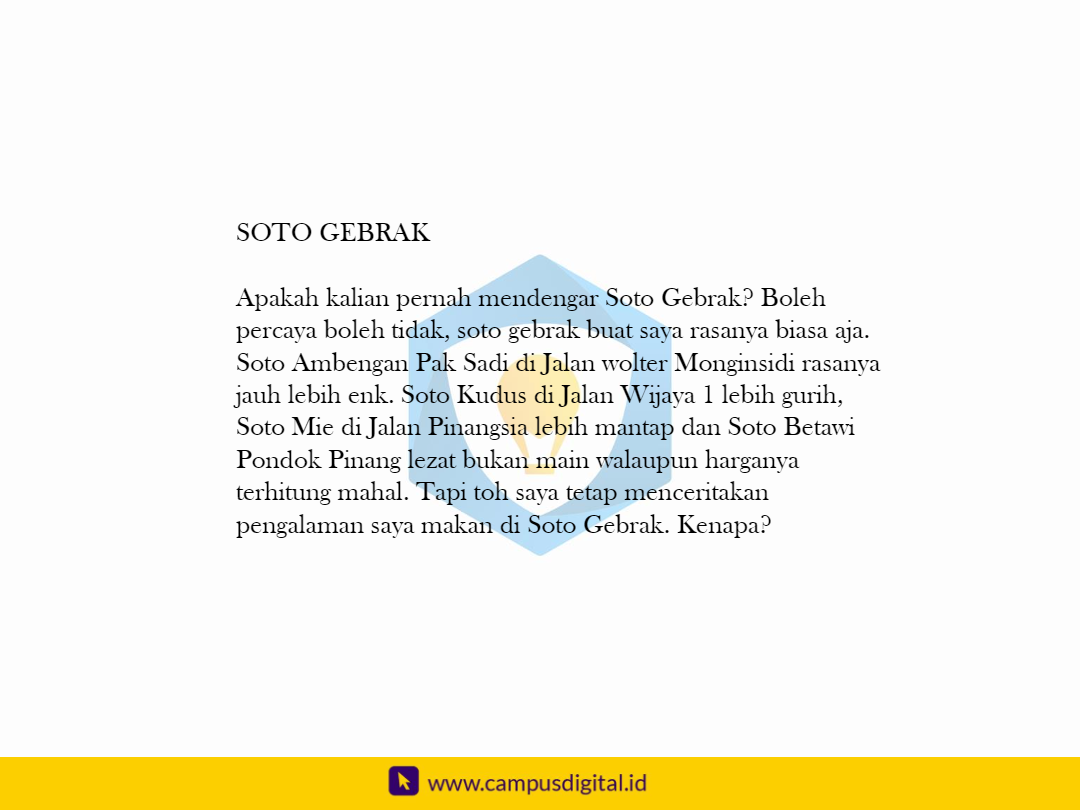 SOTO GEBRAK
Apakah kalian pernah mendengar Soto Gebrak? Boleh
percaya boleh tidak, soto gebrak buat saya rasanya biasa aja.
Soto Ambengan Pak Sadi di Jalan wolter Monginsidi rasanya
jauh lebih enk. Soto Kudus di Jalan Wijaya 1 lebih gurih,
Soto Mie di Jalan Pinangsia lebih mantap dan Soto Betawi
Pondok Pinang lezat bukan main walaupun harganya
terhitung mahal. Tapi toh saya tetap menceritakan
pengalaman saya makan di Soto Gebrak. Kenapa?
www.campusdigital.id